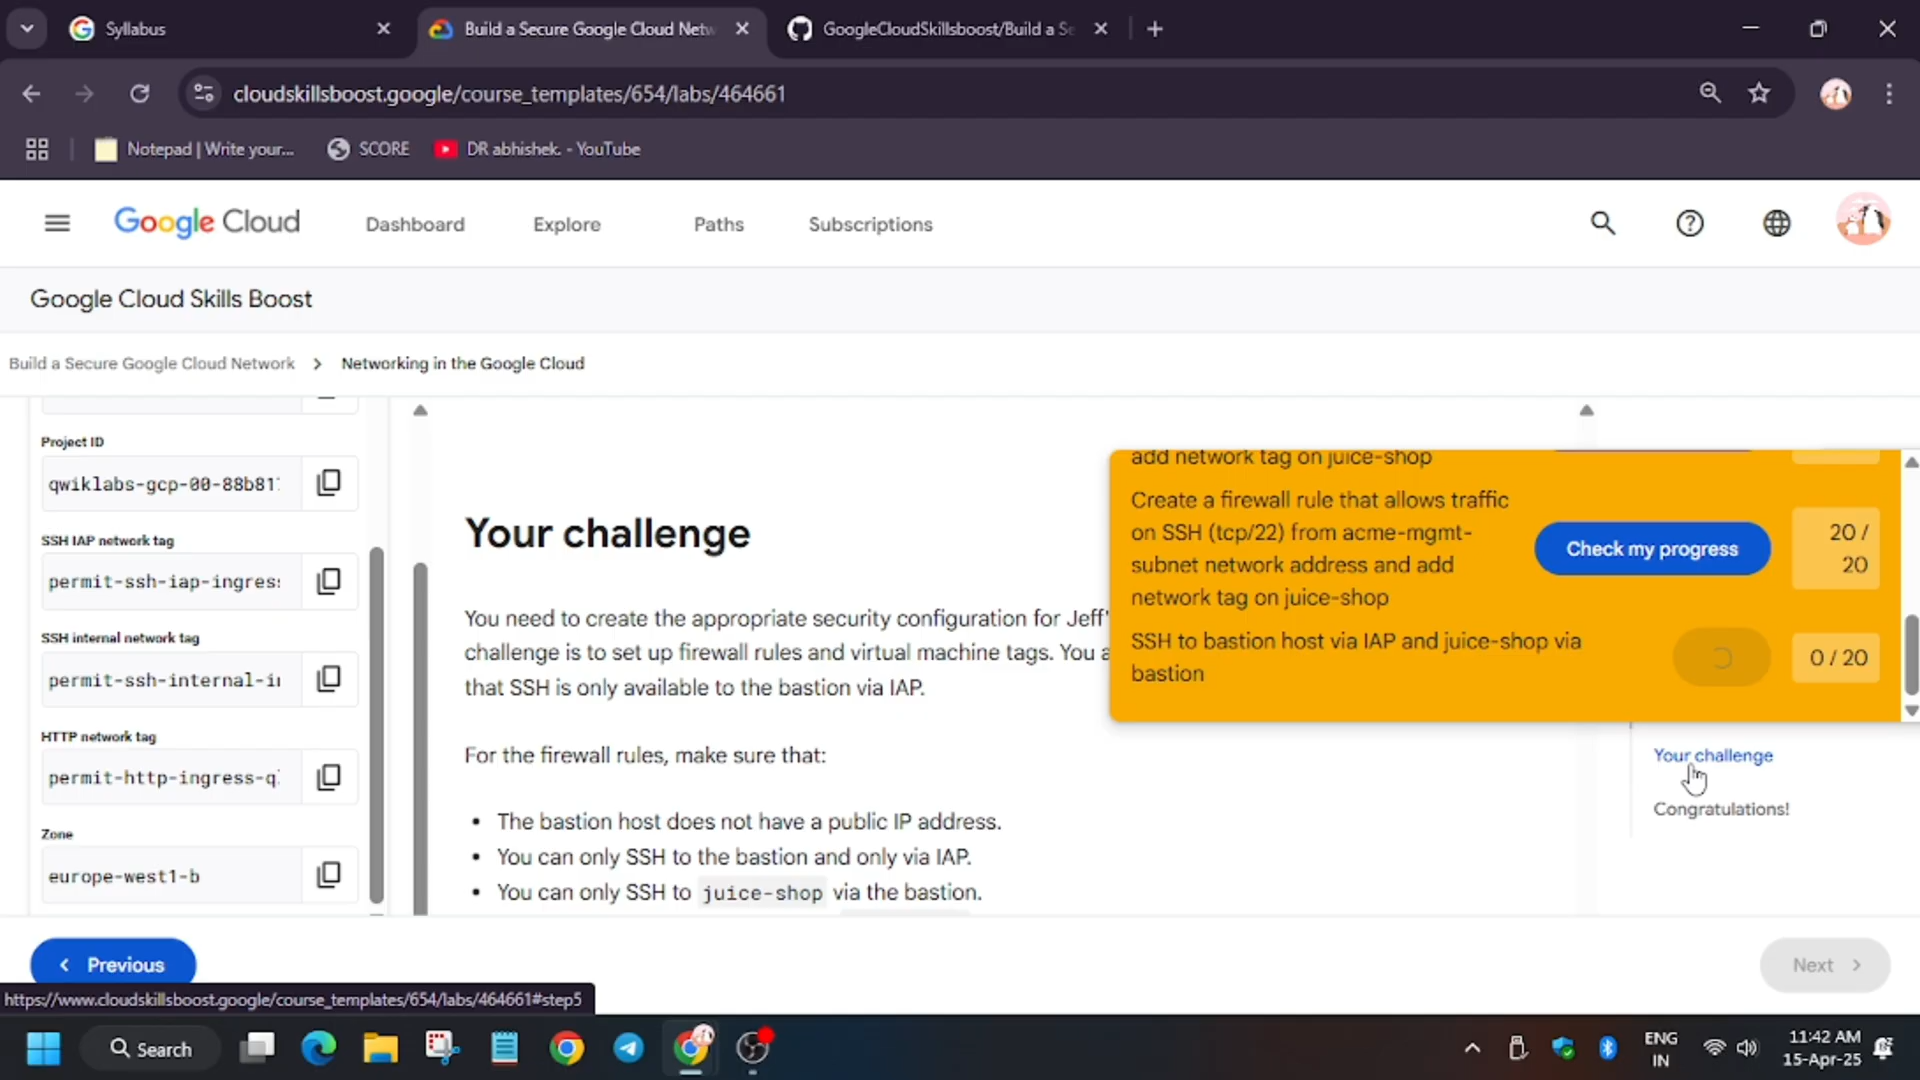 Syllabus
Build a Secure Google Cloud Netw
GoogleCloudSkillsboost/Build a Se
cloudskillsboost.google/course_templates/654/labs/464661
Notepad | Write your...
SCORE
DR abhishek. - YouTube
Google Cloud
Dashboard
Explore
Paths
Subscriptions
Google Cloud Skills Boost
Build a Secure Google Cloud Network
Networking in the Google Cloud
Project ID
qwiklabs-gcp-00-88b81
SSH IAP network tag
permit-ssh-iap-ingres
SSH internal network tag
permit-ssh-internal-i
HTTP network tag
permit-http-ingress-q
Zone
europe-west1-b
Your challenge
You need to create the appropriate security configuration for Jeff'
challenge is to set up firewall rules and virtual machine tags. You a
that SSH is only available to the bastion via IAP.
For the firewall rules, make sure that:
• The bastion host does not have a public IP address.
• You can only SSH to the bastion and only via IAP.
• You can only SSH to juice-shop via the bastion.
add network tag on juice-shop
Create a firewall rule that allows traffic
on SSH (tcp/22) from acme-mgmt-
subnet network address and add
network tag on juice-shop
Check my progress
20 /
20
SSH to bastion host via IAP and juice-shop via
bastion
0 / 20
Your challenge
Congratulations!
Previous
Next
https://www.cloudskillsboost.google/course_templates/654/labs/464661#step5
Search
ENG
IN
11:42 AM
15-Apr-25